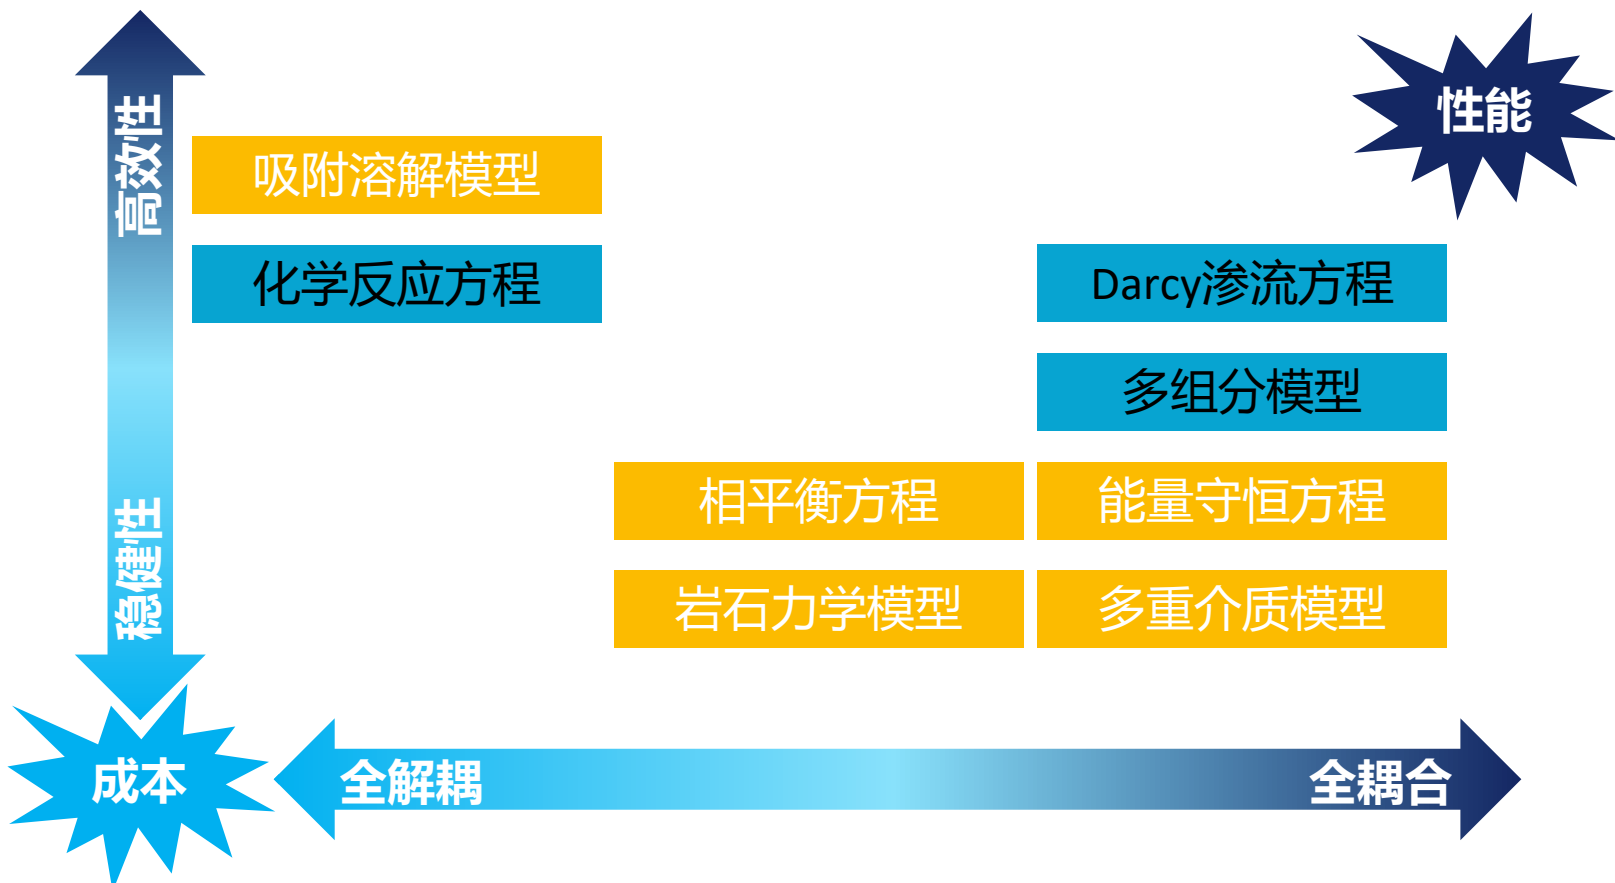 高效性
性能
吸附溶解模型
化学反应方程
Darcy渗流方程
多组分模型
相平衡方程
能量守恒方程
岩石力学模型
多重介质模型
稳健性
成本
全解耦
全耦合